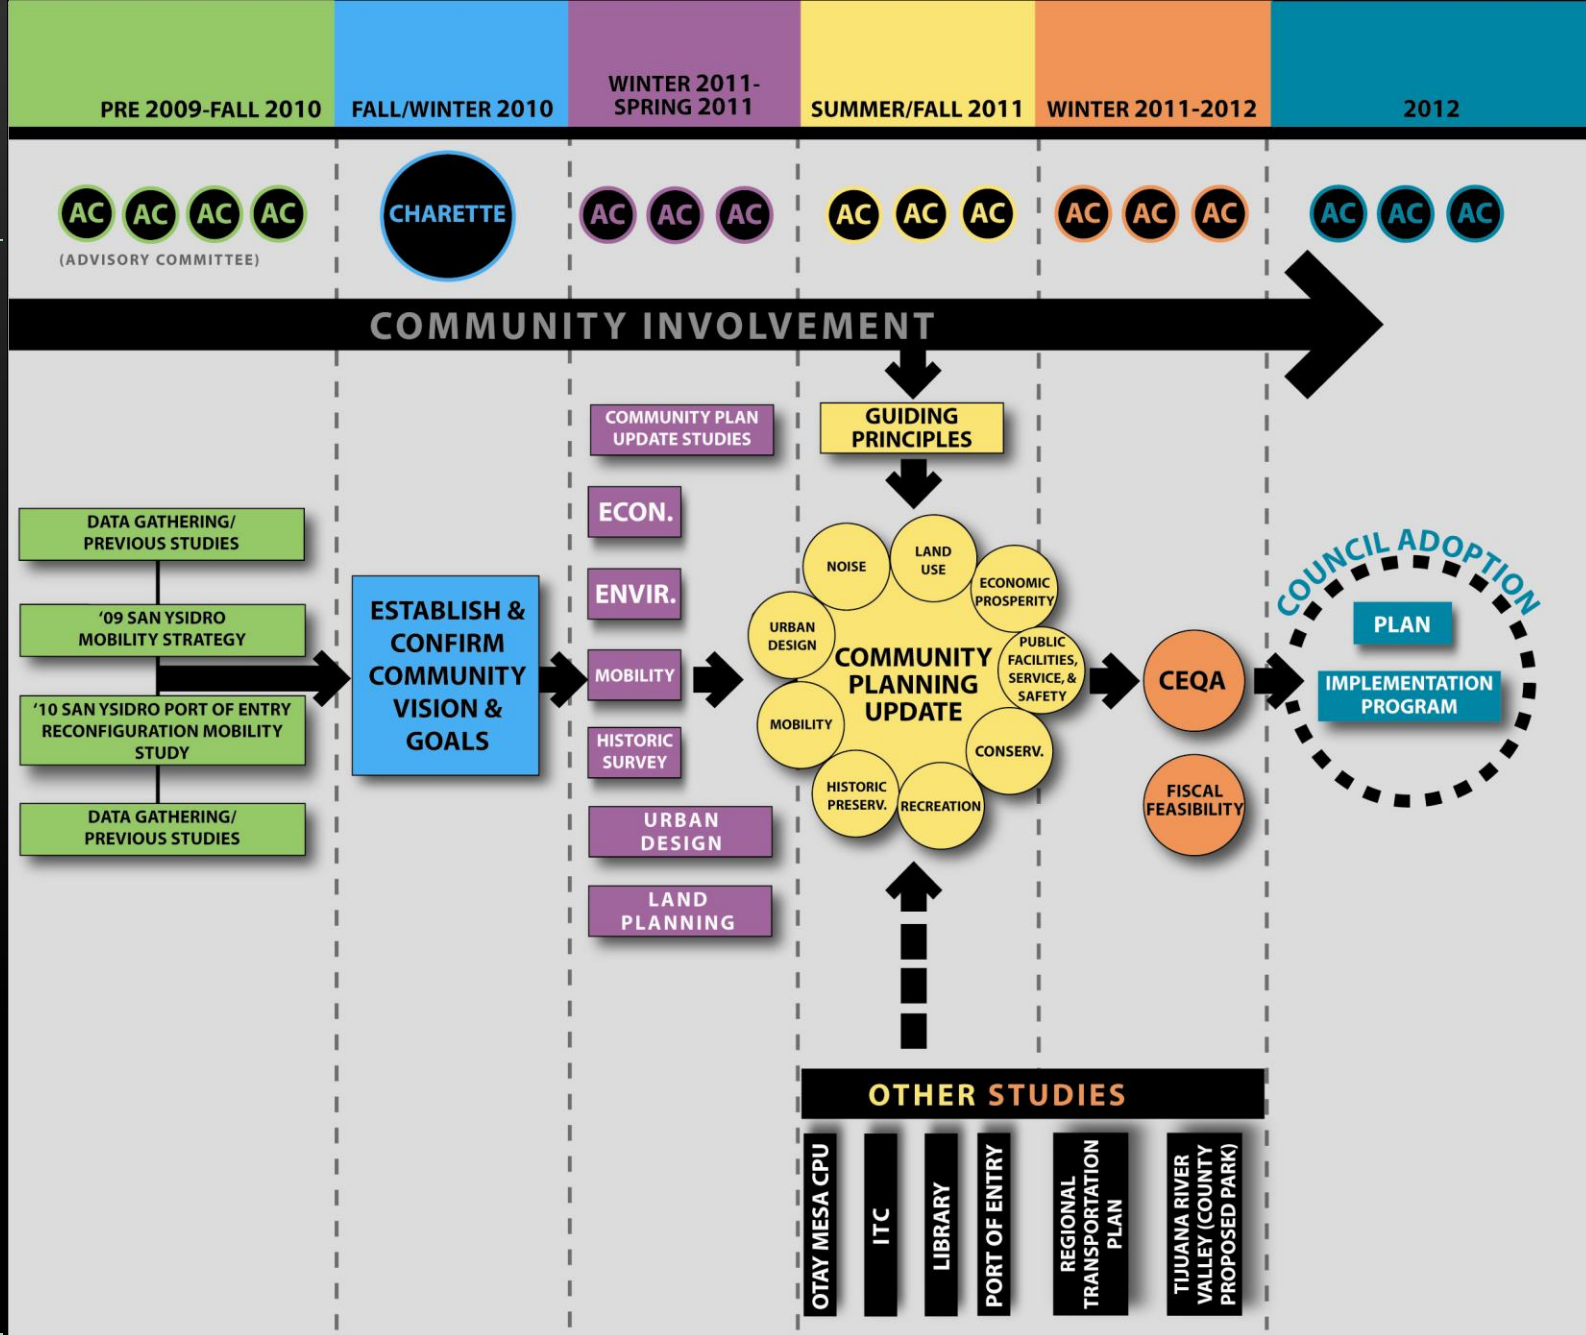 PRE 2009-FALL 2010
FALL/WINTER 2010
WINTER 2011-
SPRING 2011
SUMMER/FALL 2011
WINTER 2011-2012
2012
AC AC AC AC
(ADVISORY COMMITTEE)
CHARETTE
AC AC AC
AC AC AC
AC AC AC
AC AC AC
COMMUNITY INVOLVEMENT
DATA GATHERING/
PREVIOUS STUDIES
'09 SAN YSIDRO
MOBILITY STRATEGY
'10 SAN YSIDRO PORT OF ENTRY
RECONFIGURATION MOBILITY
STUDY
DATA GATHERING/
PREVIOUS STUDIES
ESTABLISH &
CONFIRM
COMMUNITY
VISION &
GOALS
COMMUNITY PLAN
UPDATE STUDIES
ECON.
ENVIR.
MOBILITY
HISTORIC
SURVEY
URBAN
DESIGN
LAND
PLANNING
GUIDING
PRINCIPLES
NOISE
LAND
USE
ECONOMIC
PROSPERITY
URBAN
DESIGN
PUBLIC
FACILITIES,
SERVICE, &
SAFETY
COMMUNITY
PLANNING
UPDATE
MOBILITY
CONSERV.
HISTORIC
PRESERV.
RECREATION
CEQA
FISCAL
FEASIBILITY
COUNCIL ADOPTION
PLAN
IMPLEMENTATION
PROGRAM
OTHER STUDIES
OTAY MESA CPU
ITC
LIBRARY
PORT OF ENTRY
REGIONAL
TRANSPORTATION
PLAN
TIJUANA RIVER
VALLEY (COUNTY
PROPOSED PARK)